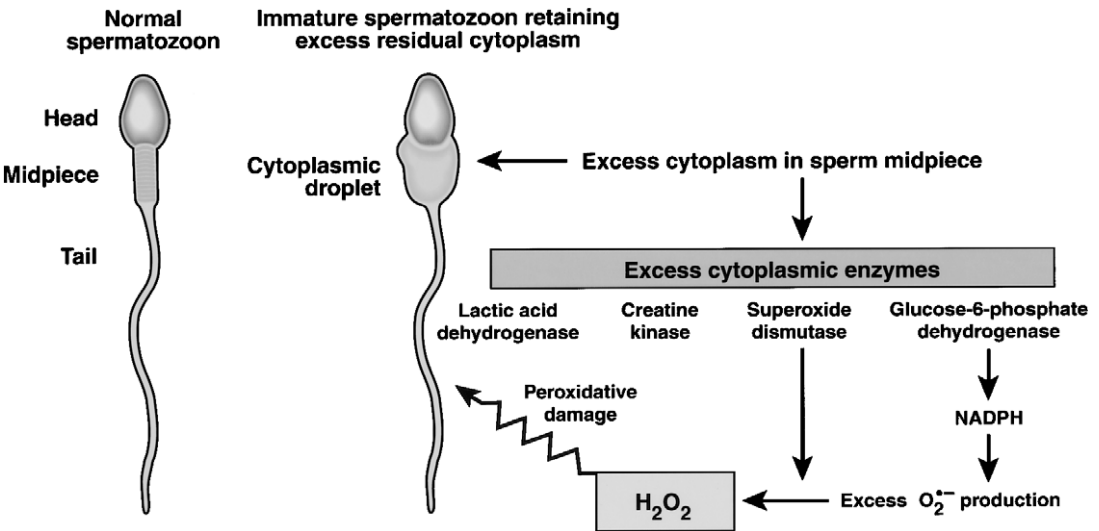 Normal
spermatozoon
Immature spermatozoon retaining
excess residual cytoplasm
Head
Midpiece
Tail
Cytoplasmic
droplet
Excess cytoplasm in sperm midpiece
Excess cytoplasmic enzymes
Lactic acid
dehydrogenase
Creatine
kinase
Superoxide
dismutase
Glucose-6-phosphate
dehydrogenase
Peroxidative
damage
NADPH
H₂O₂
Excess O₂•− production